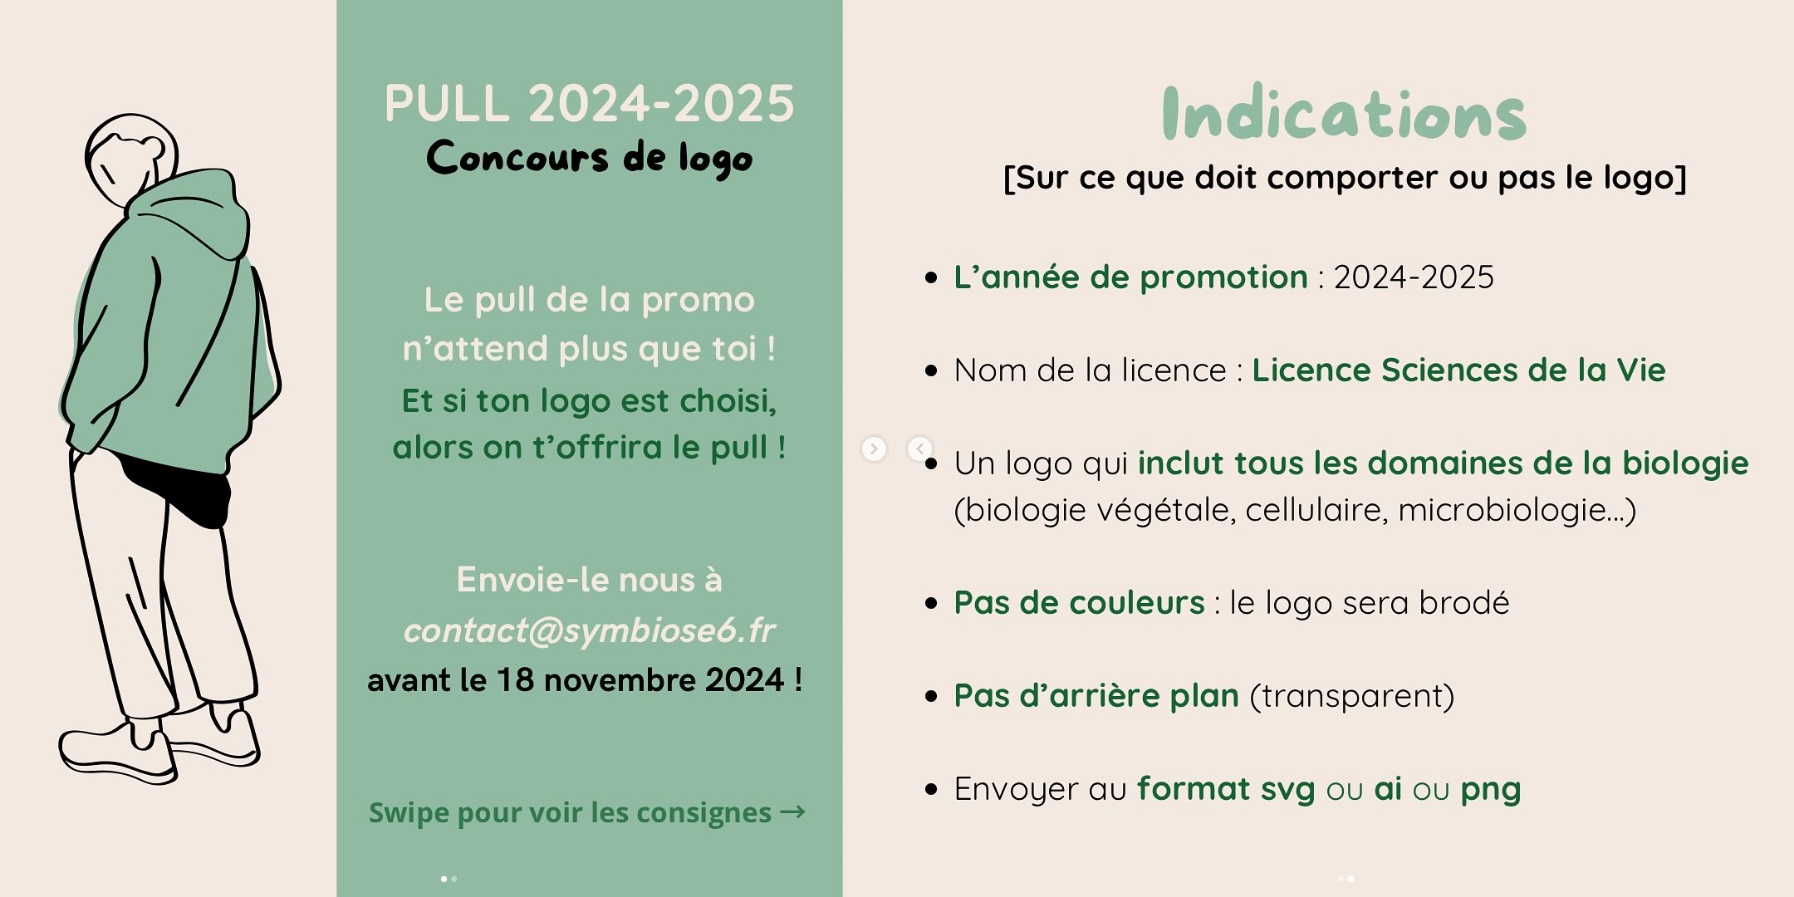 PULL 2024-2025
Concours de logo
Le pull de la promo
n’attend plus que toi !
Et si ton logo est choisi,
alors on t’offrira le pull !
Envoie-le nous à
contact@symbiose6.fr
avant le 18 novembre 2024 !
Swipe pour voir les consignes →
Indications
[Sur ce que doit comporter ou pas le logo]
• L’année de promotion : 2024-2025
• Nom de la licence : Licence Sciences de la Vie
• Un logo qui inclut tous les domaines de la biologie
(biologie végétale, cellulaire, microbiologie...)
• Pas de couleurs : le logo sera brodé
• Pas d’arrière plan (transparent)
• Envoyer au format svg ou ai ou png